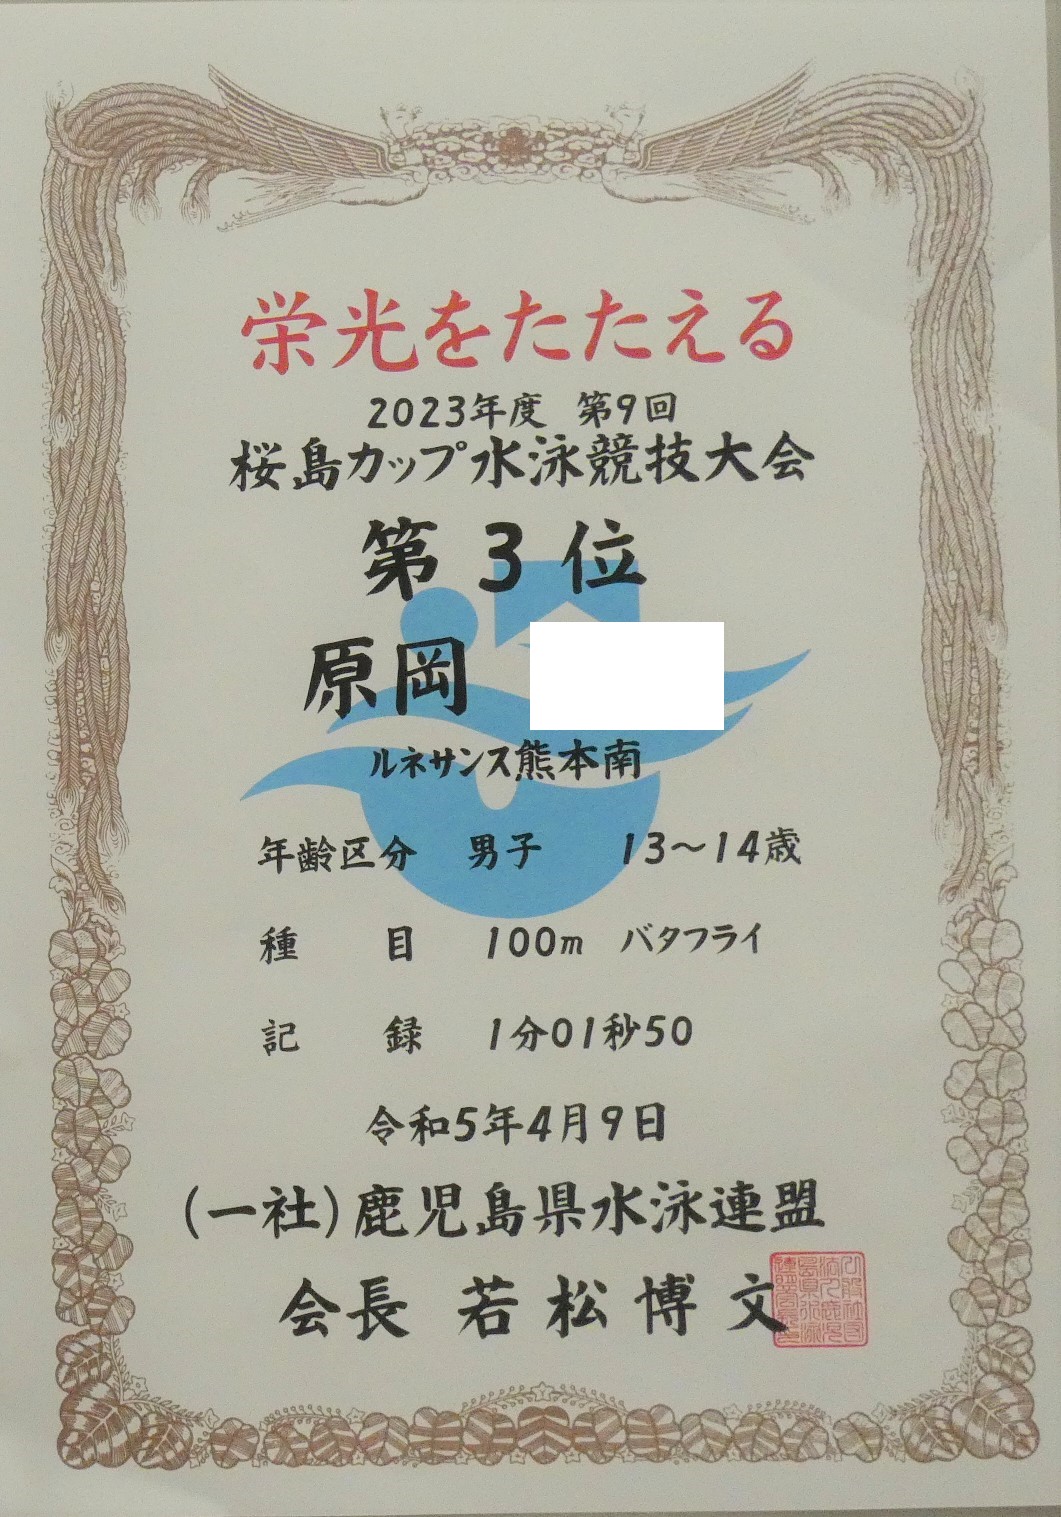 栄光をたたえる
2023年度 第9回
桜島カップ水泳競技大会
第3位
原岡
ルネサンス熊本南
年齢区分 男子 13～14歳
種目 100m バタフライ
記録 1分01秒50
令和5年4月9日
(一社)鹿児島県水泳連盟
会長 若松博文